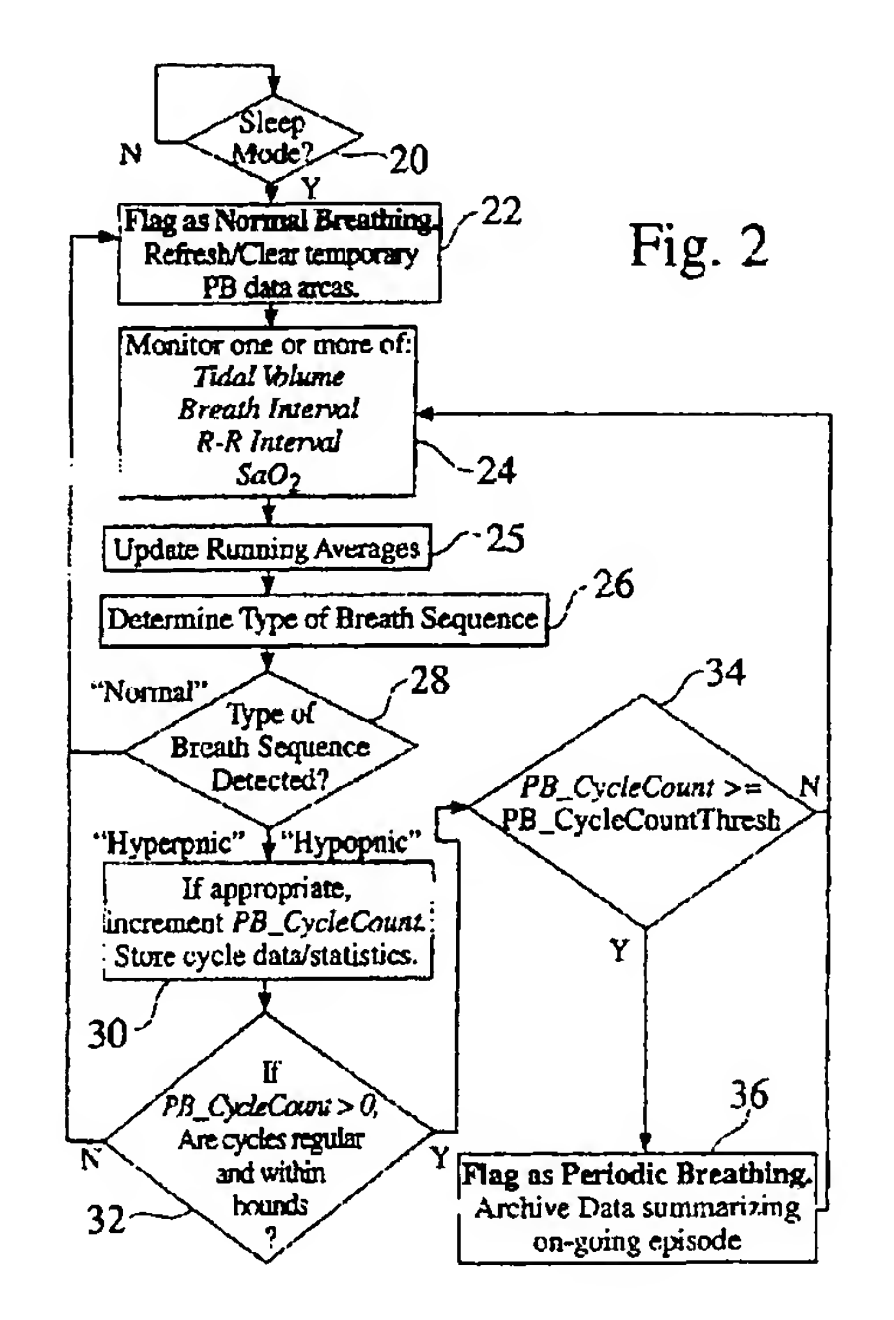 Sleep
Mode?
N
20
Y
Flag as Normal Breathing.
Refresh/Clear temporary
PB data areas.
22
Fig. 2
Monitor one or more of:
Tidal Volume
Breath Interval
R-R Interval
SaO2
24
Update Running Averages
25
Determine Type of Breath Sequence
26
"Normal"
28
Type of
Breath Sequence
Detected?
"Hyperpnic" "Hypopnic"
If appropriate,
increment PB_CycleCount.
Store cycle data/statistics.
30
If
PB_CycleCount > 0,
Are cycles regular
and within
bounds
?
N
Y
32
34
PB_CycleCount >=
PB_CycleCountThresh
N
Y
36
Flag as Periodic Breathing.
Archive Data summarizing
on-going episode